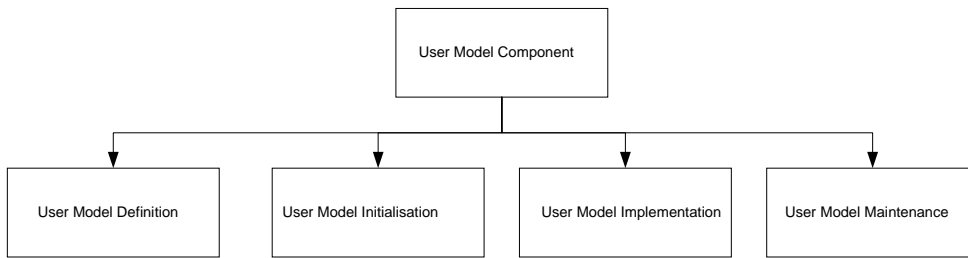 User Model Component
User Model Definition
User Model Initialisation
User Model Implementation
User Model Maintenance